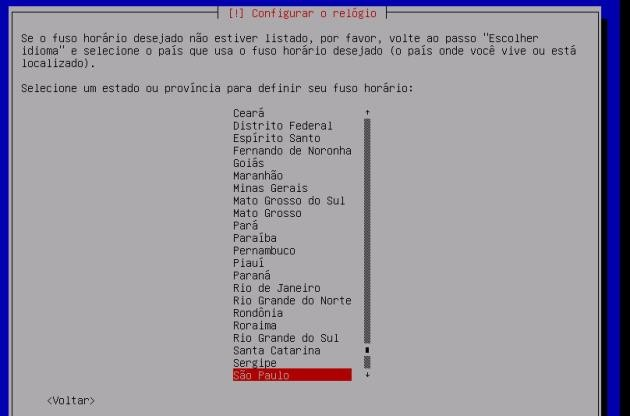 [!] Configurar o relógio
Se o fuso horário desejado não estiver listado, por favor, volte ao passo "Escolher
idioma" e selecione o país que usa o fuso horário desejado (o país onde você vive ou está
localizado).
Selecione um estado ou província para definir seu fuso horário:
Ceará
Distrito Federal
Espírito Santo
Fernando de Noronha
Goiás
Maranhão
Minas Gerais
Mato Grosso do Sul
Mato Grosso
Pará
Paraíba
Pernambuco
Piauí
Paraná
Rio de Janeiro
Rio Grande do Norte
Rondônia
Roraima
Rio Grande do Sul
Santa Catarina
Sergipe
São Paulo
<Voltar>